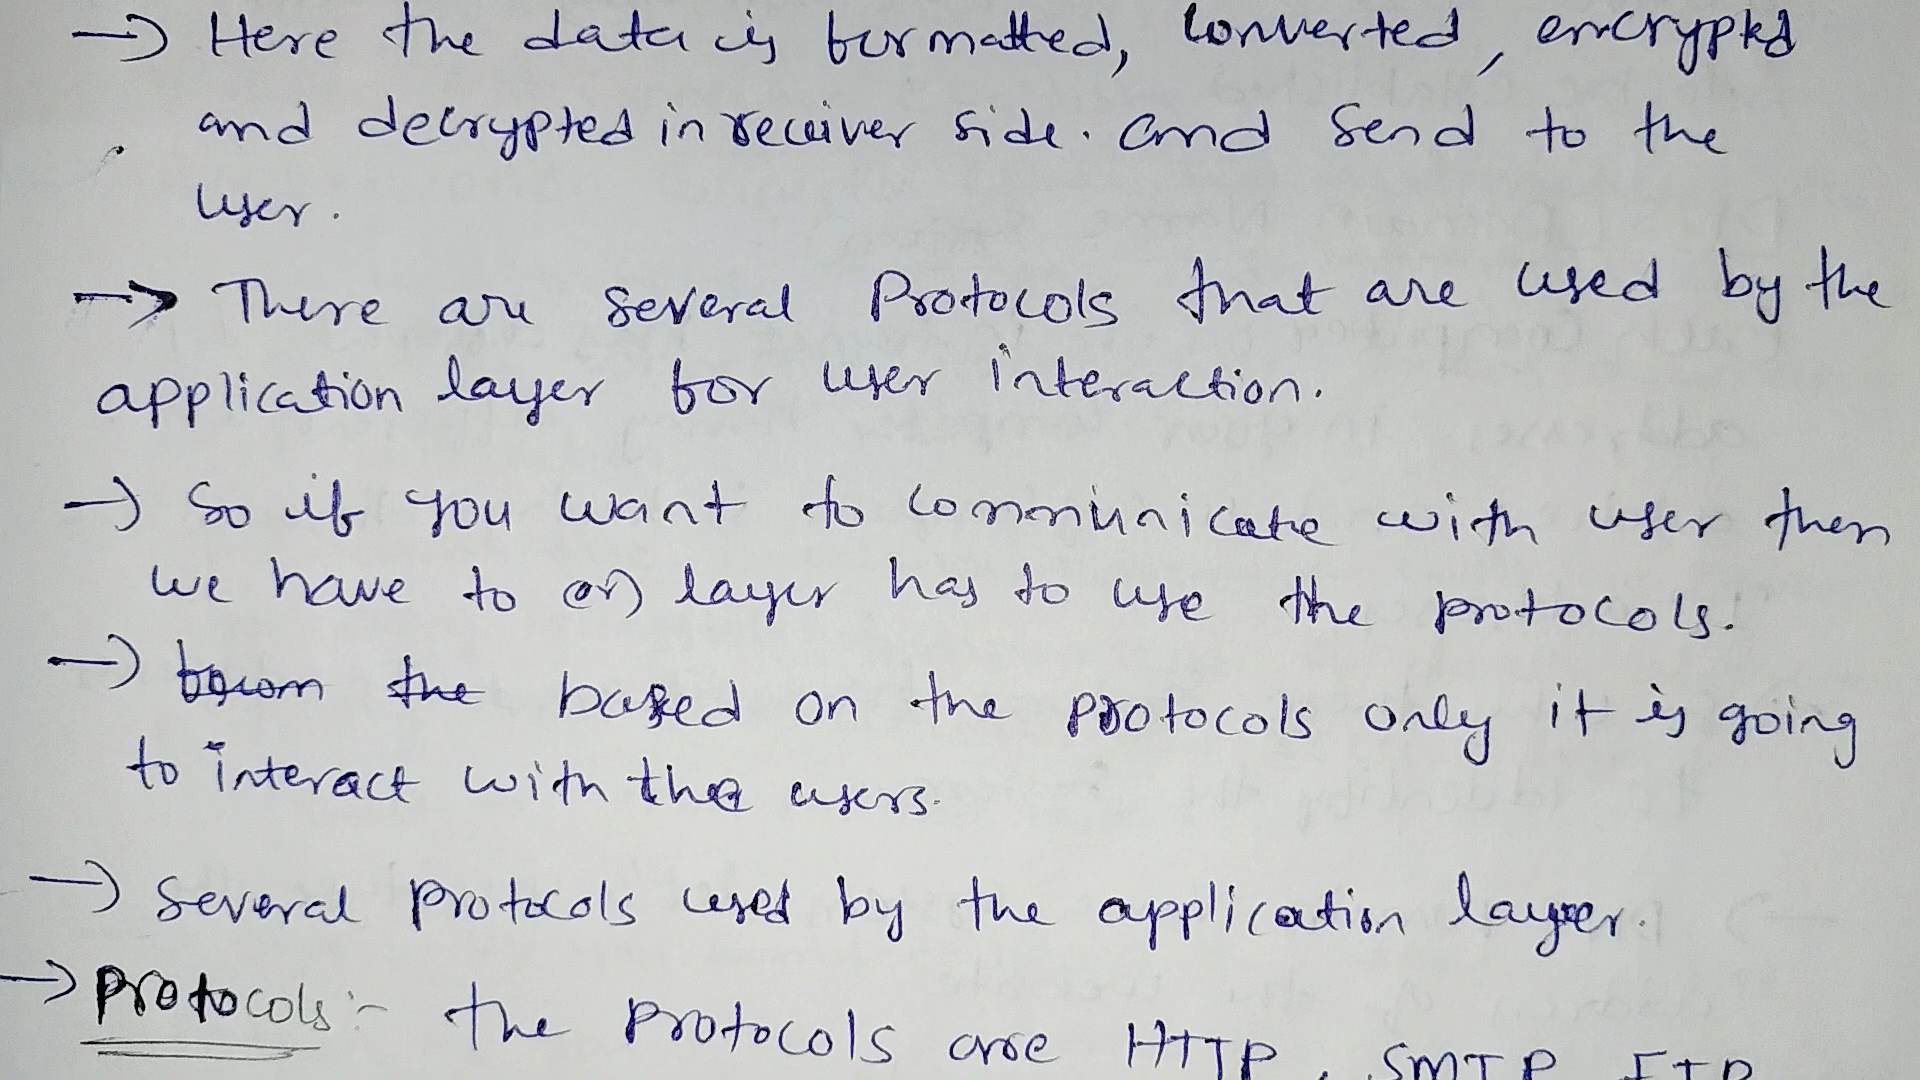 → Here the data is formatted, converted, encrypted
and decrypted in receiver side. and Send to the
user.
→ There are several Protocols that are used by the
application layer for user interaction.
→ So if you want to communicate with user then
we have to (or) layer has to use the protocols.
→ the based on the protocols only it is going
to interact with the users.
→ Several protocols used by the application layer.
→ Protocols:- the protocols are HTTP, SMTP, FTP